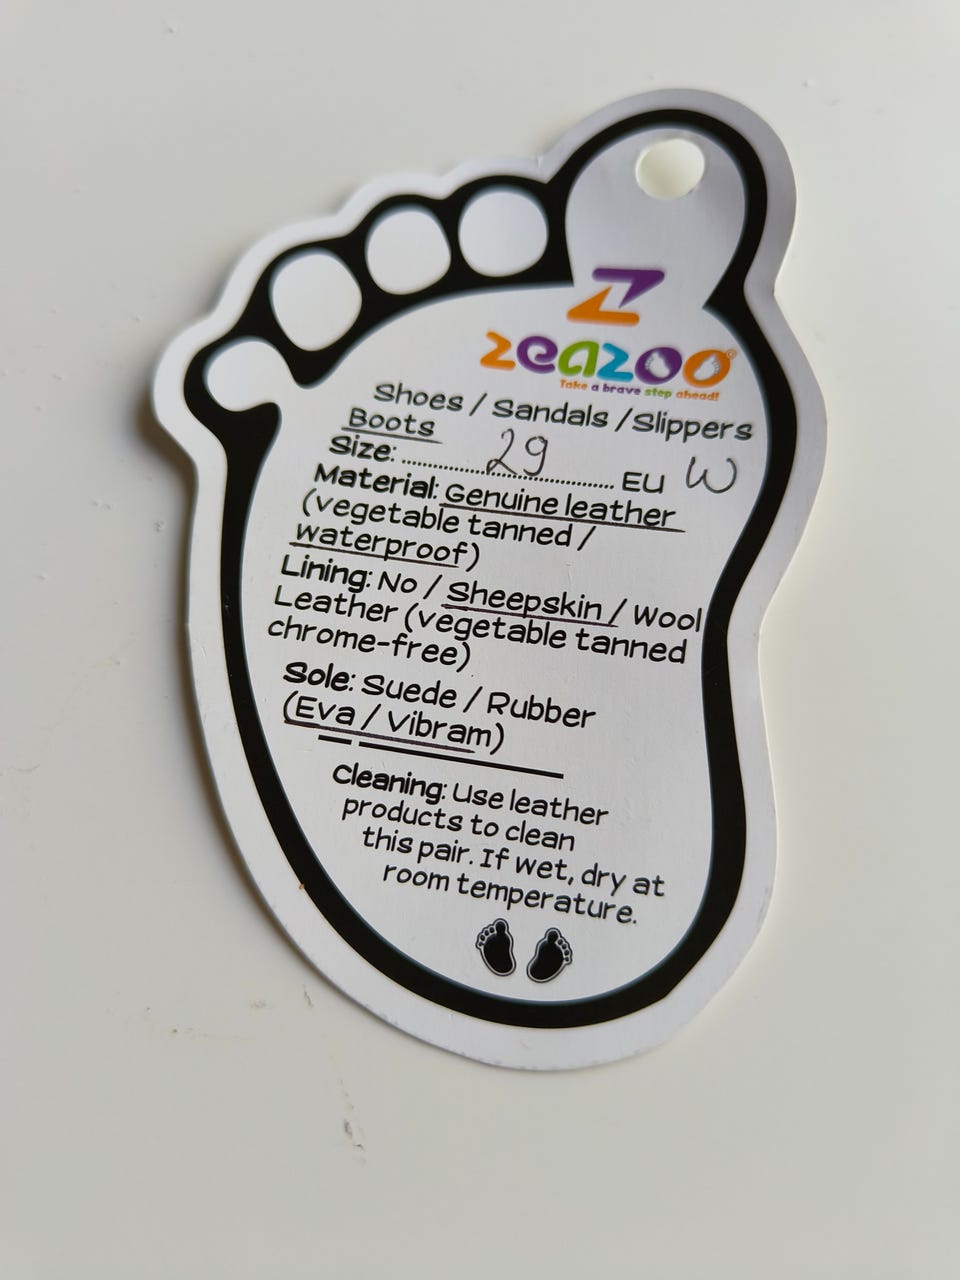 Z
zeazoo®
Take a brave step ahead!
Shoes / Sandals / Slippers
Boots
Size: ........................................ 29 EU W
Material: Genuine leather
(vegetable tanned /
waterproof)
Lining: No / Sheepskin / Wool
Leather (vegetable tanned
chrome-free)
Sole: Suede / Rubber
(Eva / Vibram)
Cleaning: Use leather
products to clean
this pair. If wet, dry at
room temperature.